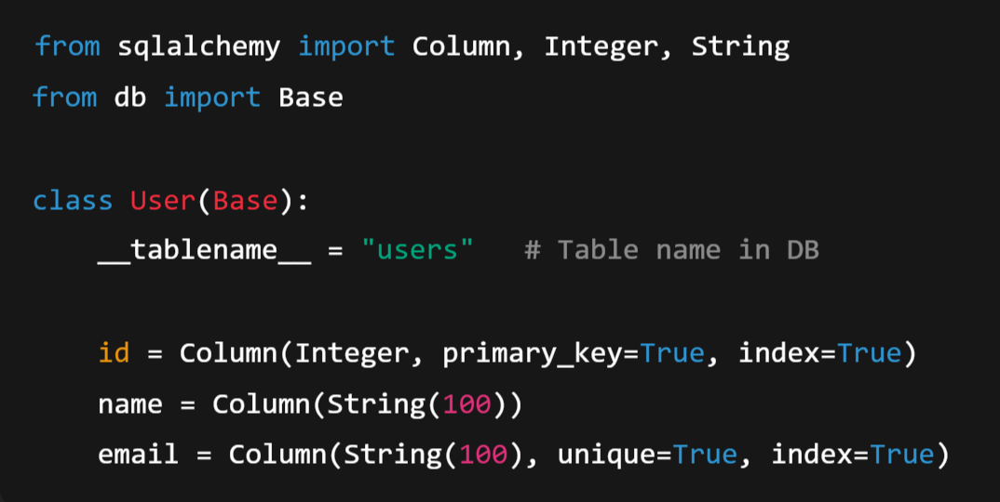 from sqlalchemy import Column, Integer, String
from db import Base
class User(Base):
    __tablename__ = "users"   # Table name in DB
    id = Column(Integer, primary_key=True, index=True)
    name = Column(String(100))
    email = Column(String(100), unique=True, index=True)